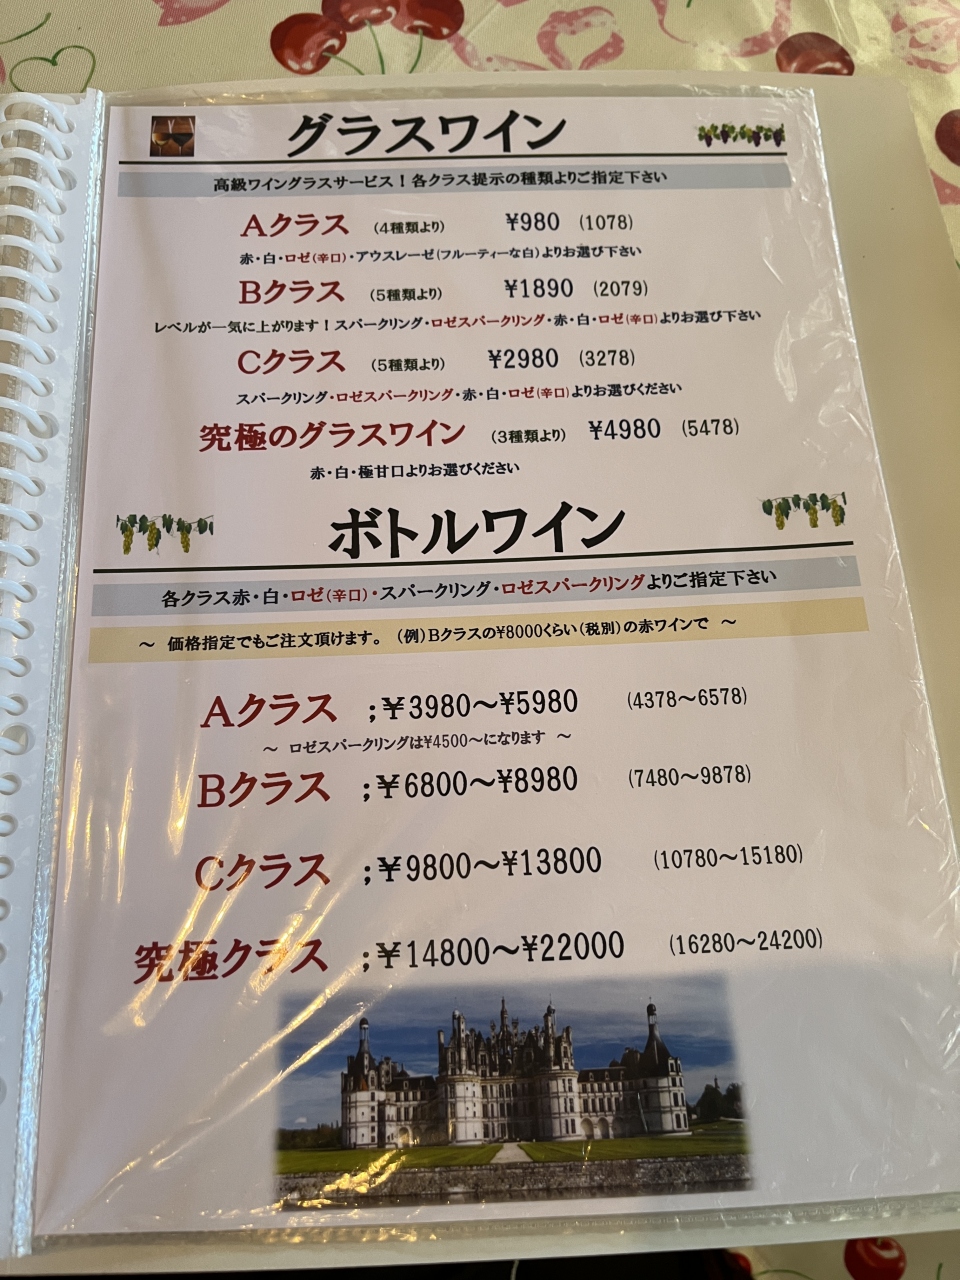 グラスワイン
高級ワイングラスサービス！各クラス提示の種類よりご指定下さい
Aクラス （4種類より） ¥980 (1078)
赤・白・ロゼ（辛口）・アウスレーゼ（フルーティーな白）よりお選び下さい
Bクラス （5種類より） ¥1890 (2079)
レベルが一気に上がります！スパークリング・ロゼスパークリング・赤・白・ロゼ（辛口）よりお選び下さい
Cクラス （5種類より） ¥2980 (3278)
スパークリング・ロゼスパークリング・赤・白・ロゼ（辛口）よりお選びください
究極のグラスワイン （3種類より） ¥4980 (5478)
赤・白・極甘口よりお選びください
ボトルワイン
各クラス赤・白・ロゼ（辛口）・スパークリング・ロゼスパークリングよりご指定下さい
～ 価格指定でもご注文頂けます。（例）Bクラスの¥8000くらい（税別）の赤ワインで ～
Aクラス ;¥3980～¥5980 (4378～6578)
～ ロゼスパークリングは¥4500～になります ～
Bクラス ;¥6800～¥8980 (7480～9878)
Cクラス ;¥9800～¥13800 (10780～15180)
究極クラス ;¥14800～¥22000 (16280～24200)